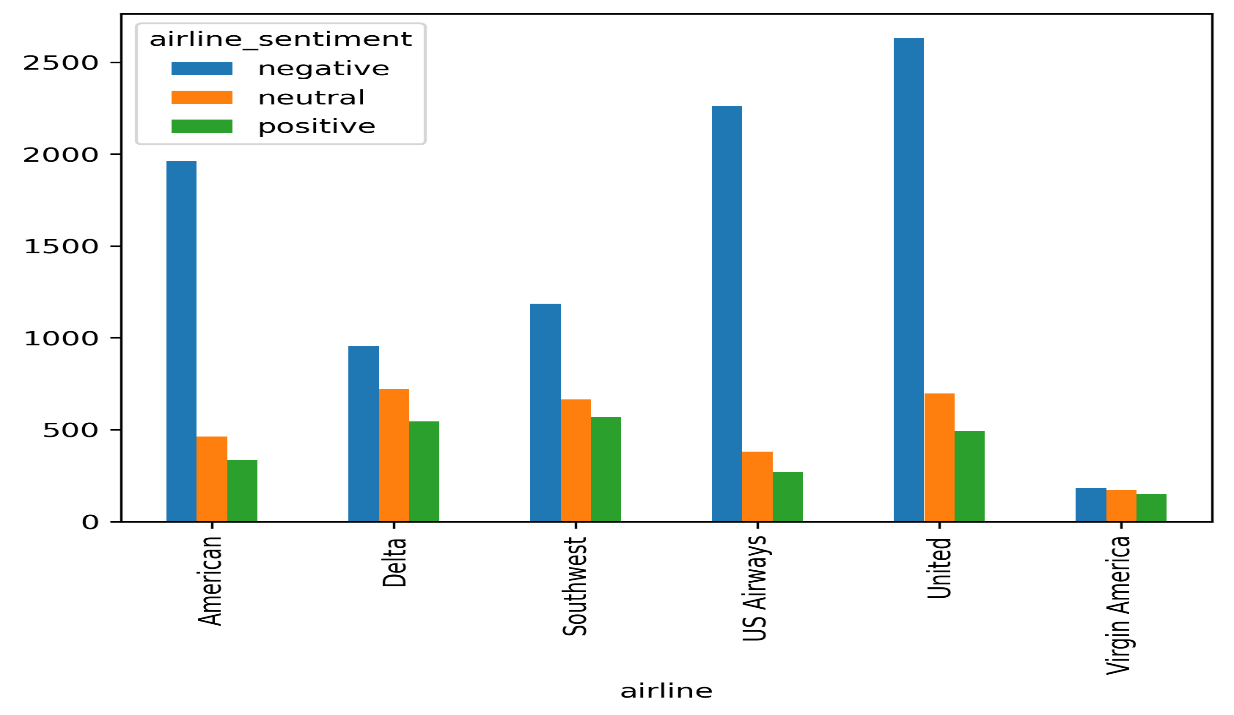 airline_sentiment
negative
neutral
positive
2500
2000
1500
1000
500
0
American
Delta
Southwest
US Airways
United
Virgin America
airline